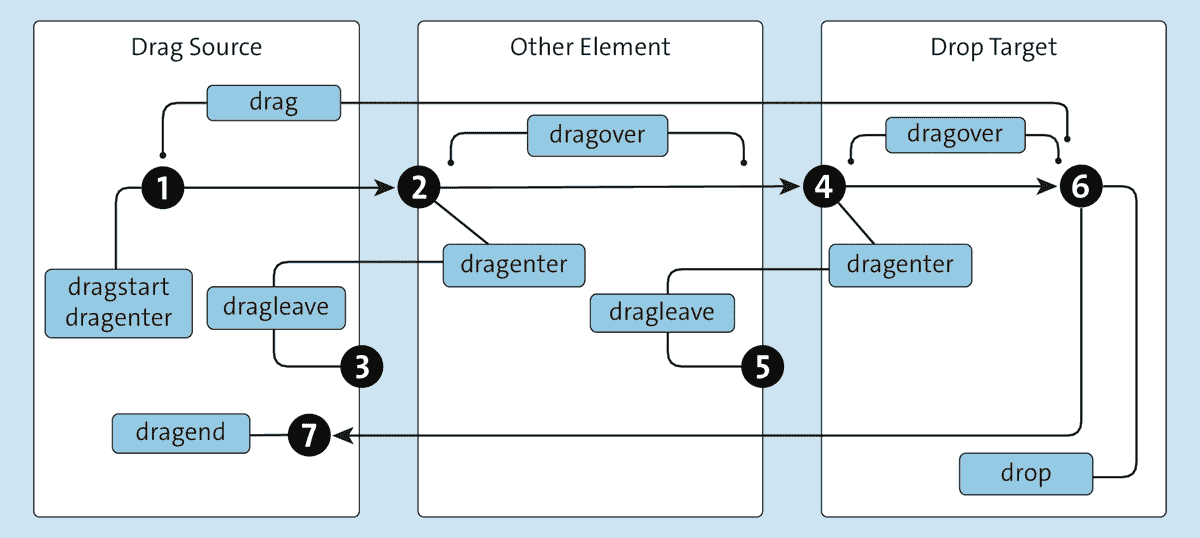 Drag Source
Other Element
Drop Target
drag
dragover
dragover
1
2
4
6
dragenter
dragenter
dragstart
dragenter
dragleave
dragleave
3
5
dragend
7
drop